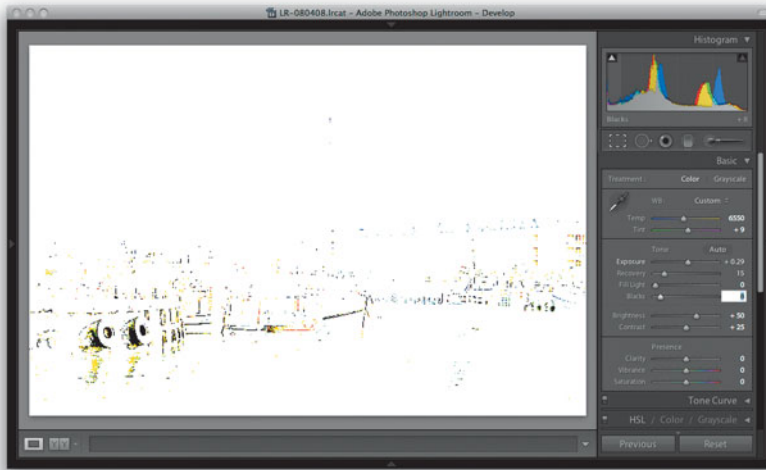 LR-080408.lrcat – Adobe Photoshop Lightroom – Develop
Histogram
Blacks + 8
Basic
Treatment : Color Grayscale
WB: Custom
Temp 6550
Tint + 9
Tone Auto
Exposure + 0.29
Recovery 15
Fill Light 0
Blacks
Brightness + 50
Contrast + 25
Presence
Clarity 0
Vibrance 0
Saturation 0
Tone Curve
HSL / Color / Grayscale
Y Y
Previous Reset